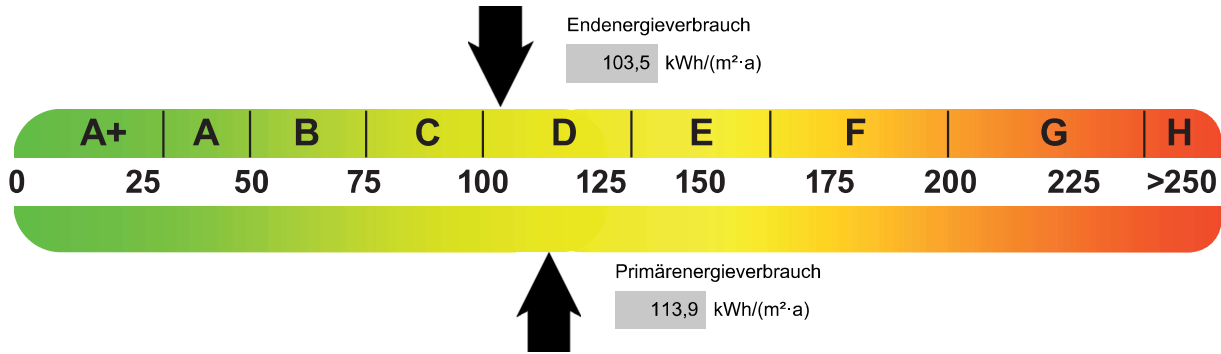 Endenergieverbrauch
103,5 kWh/(m²·a)
A+ A B C D E F G H
0 25 50 75 100 125 150 175 200 225 >250
Primärenergieverbrauch
113,9 kWh/(m²·a)